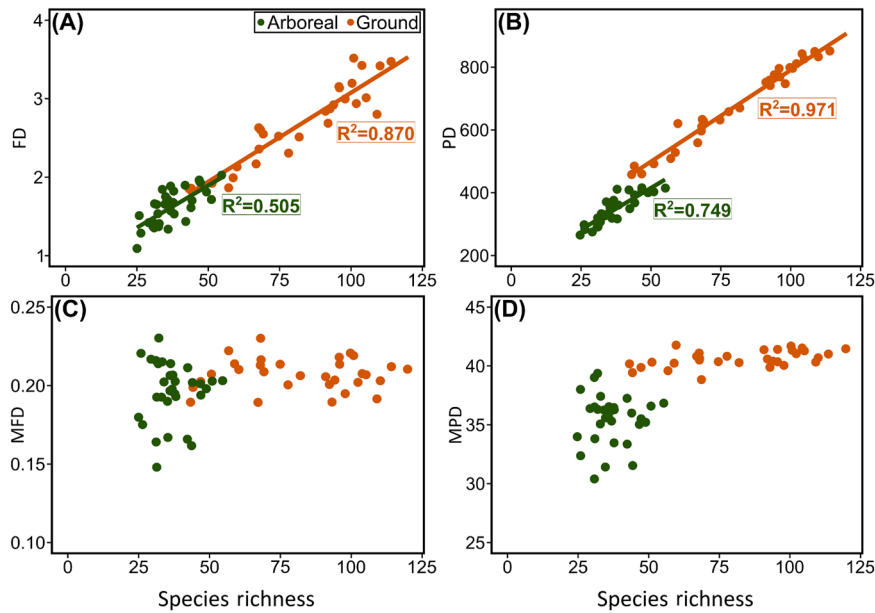 (A)
Arboreal Ground
FD
4
3
2
1
R²=0.870
R²=0.505
0 25 50 75 100 125
(B)
PD
800
600
400
200
R²=0.971
R²=0.749
0 25 50 75 100 125
(C)
MFD
0.25
0.20
0.15
0.10
0 25 50 75 100 125
Species richness
(D)
MPD
45
40
35
30
25
0 25 50 75 100 125
Species richness